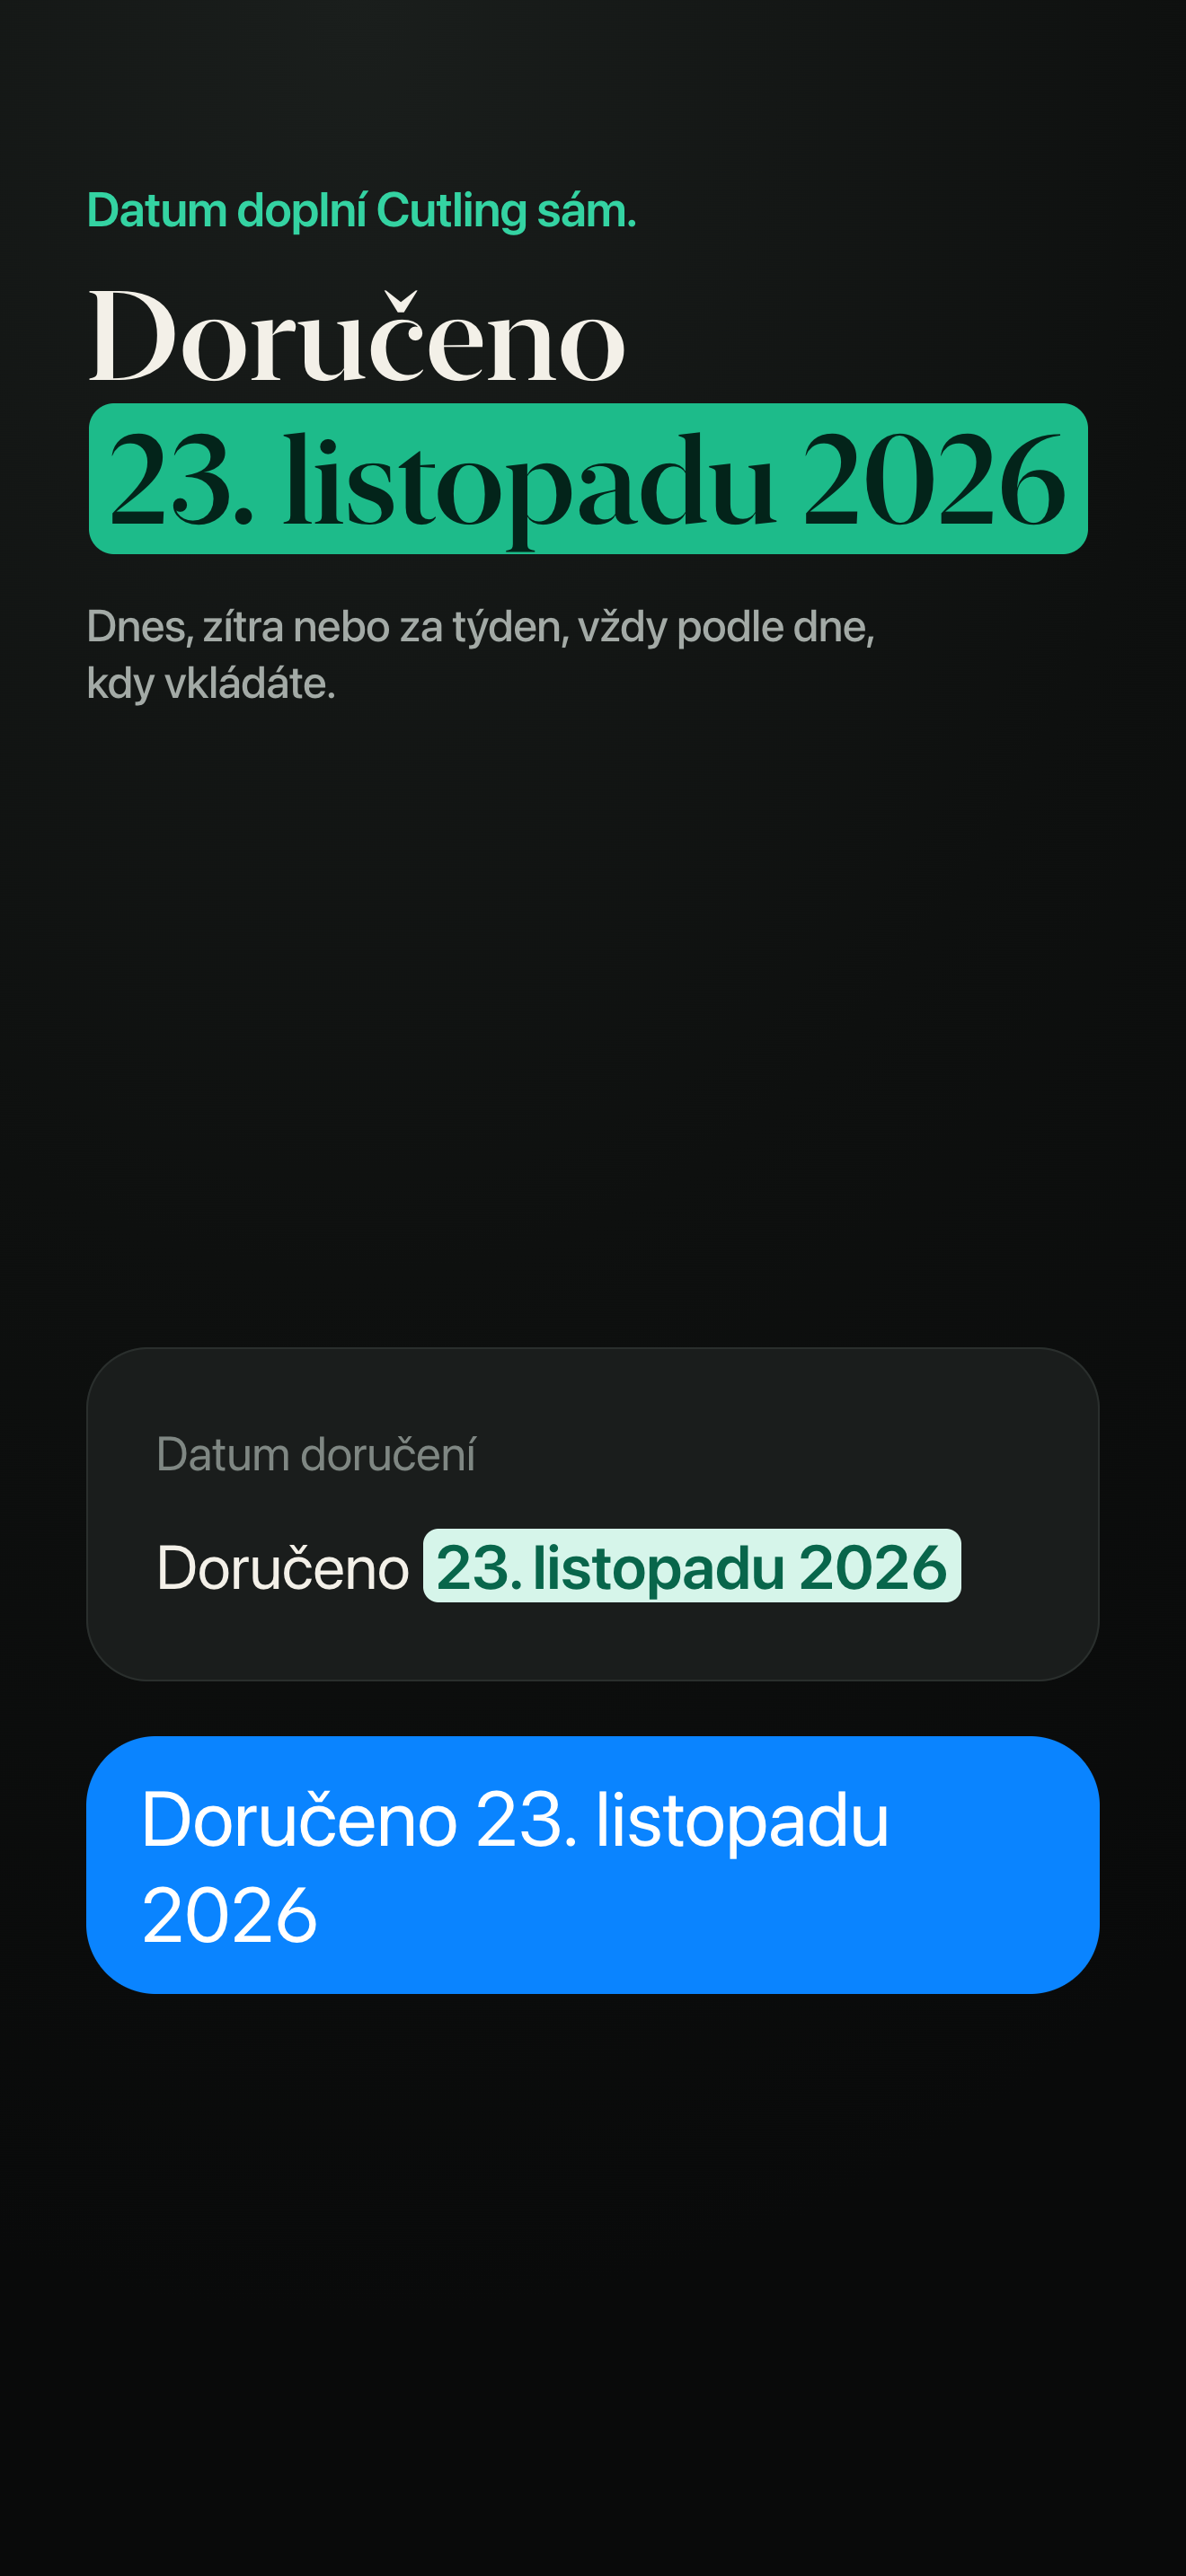 Datum doplní Cutling sám.
Doručeno
23. listopadu 2026
Dnes, zítra nebo za týden, vždy podle dne,
kdy vkládáte.
Datum doručení
Doručeno 23. listopadu 2026
Doručeno 23. listopadu
2026